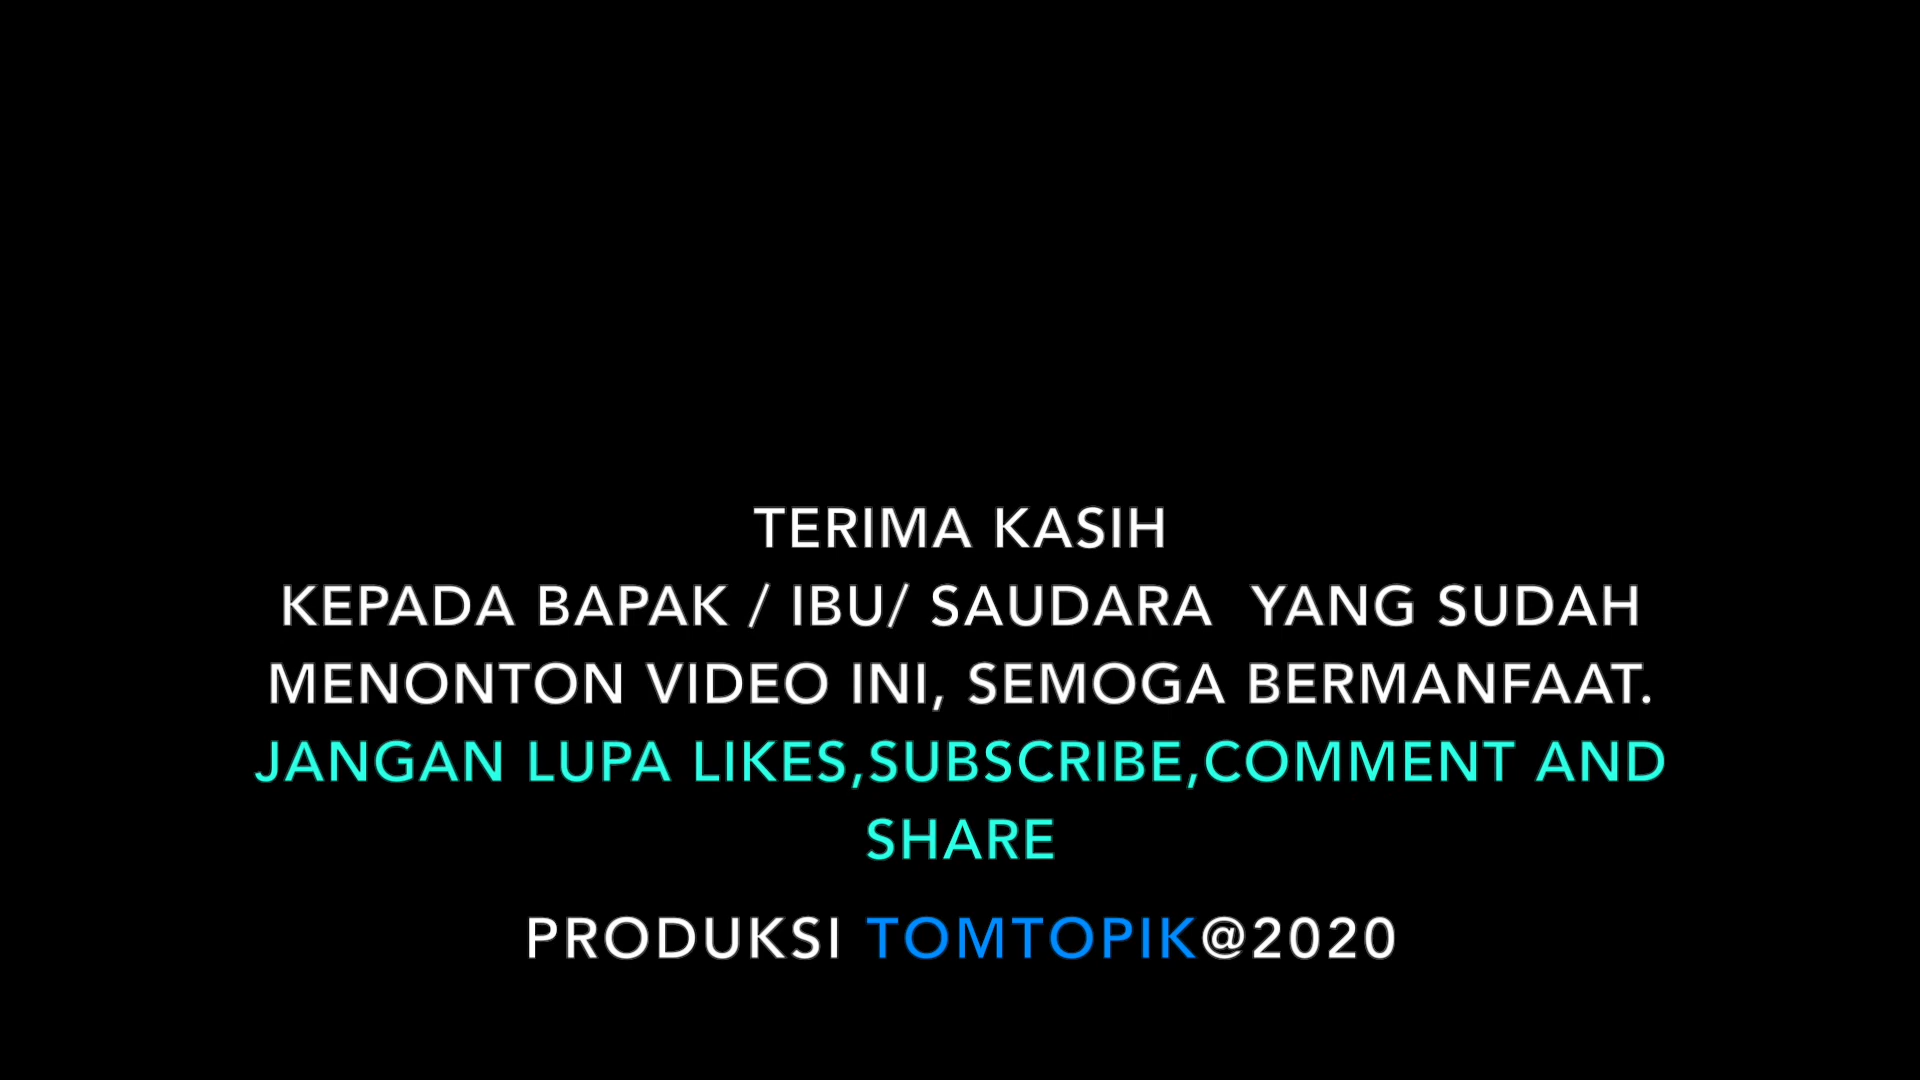 TERIMA KASIH
KEPADA BAPAK / IBU/ SAUDARA  YANG SUDAH
MENONTON VIDEO INI, SEMOGA BERMANFAAT.
JANGAN LUPA LIKES,SUBSCRIBE,COMMENT AND
SHARE
PRODUKSI TOMTOPIK@2020